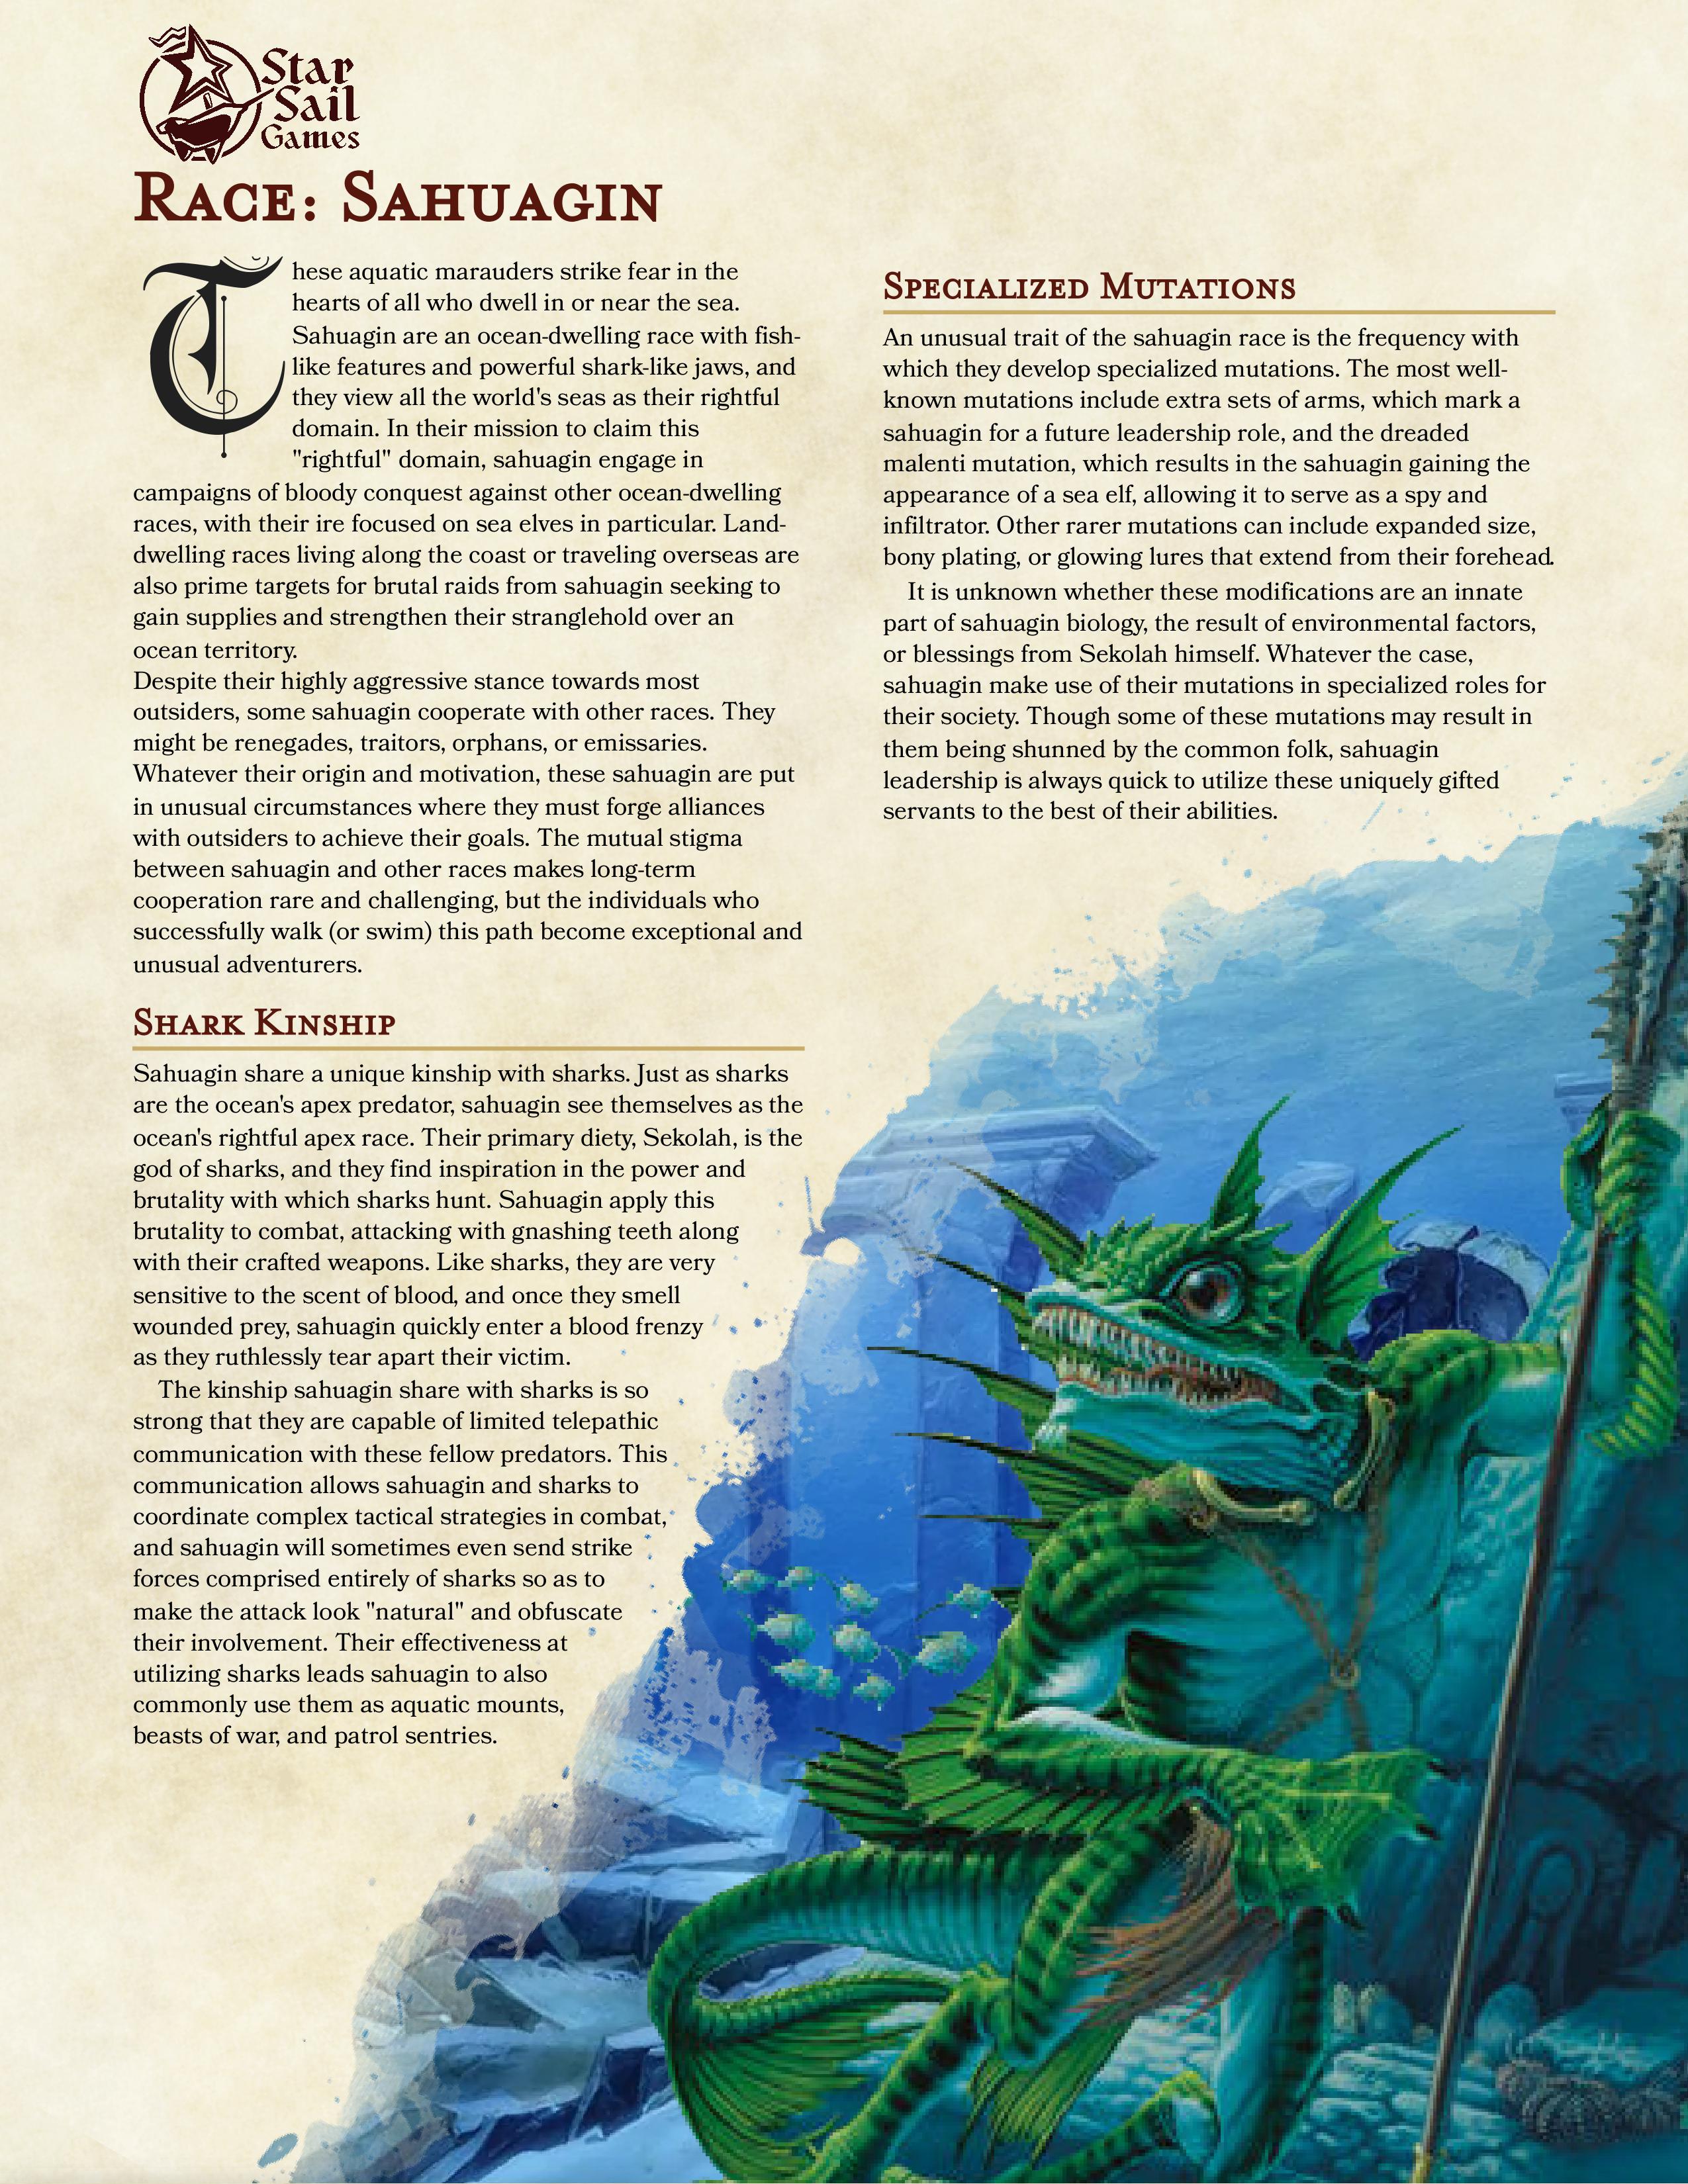 Star
Sail
Games
Race: Sahuagin
These aquatic marauders strike fear in the
hearts of all who dwell in or near the sea.
Sahuagin are an ocean-dwelling race with fish-
like features and powerful shark-like jaws, and
they view all the world's seas as their rightful
domain. In their mission to claim this
"rightful" domain, sahuagin engage in
campaigns of bloody conquest against other ocean-dwelling
races, with their ire focused on sea elves in particular. Land-
dwelling races living along the coast or traveling overseas are
also prime targets for brutal raids from sahuagin seeking to
gain supplies and strengthen their stranglehold over an
ocean territory.
Despite their highly aggressive stance towards most
outsiders, some sahuagin cooperate with other races. They
might be renegades, traitors, orphans, or emissaries.
Whatever their origin and motivation, these sahuagin are put
in unusual circumstances where they must forge alliances
with outsiders to achieve their goals. The mutual stigma
between sahuagin and other races makes long-term
cooperation rare and challenging, but the individuals who
successfully walk (or swim) this path become exceptional and
unusual adventurers.
Shark Kinship
Sahuagin share a unique kinship with sharks. Just as sharks
are the ocean's apex predator, sahuagin see themselves as the
ocean's rightful apex race. Their primary diety, Sekolah, is the
god of sharks, and they find inspiration in the power and
brutality with which sharks hunt. Sahuagin apply this
brutality to combat, attacking with gnashing teeth along
with their crafted weapons. Like sharks, they are very
sensitive to the scent of blood, and once they smell
wounded prey, sahuagin quickly enter a blood frenzy
as they ruthlessly tear apart their victim.
The kinship sahuagin share with sharks is so
strong that they are capable of limited telepathic
communication with these fellow predators. This
communication allows sahuagin and sharks to
coordinate complex tactical strategies in combat,
and sahuagin will sometimes even send strike
forces comprised entirely of sharks so as to
make the attack look "natural" and obfuscate
their involvement. Their effectiveness at
utilizing sharks leads sahuagin to also
commonly use them as aquatic mounts,
beasts of war, and patrol sentries.
Specialized Mutations
An unusual trait of the sahuagin race is the frequency with
which they develop specialized mutations. The most well-
known mutations include extra sets of arms, which mark a
sahuagin for a future leadership role, and the dreaded
malenti mutation, which results in the sahuagin gaining the
appearance of a sea elf, allowing it to serve as a spy and
infiltrator. Other rarer mutations can include expanded size,
bony plating, or glowing lures that extend from their forehead.
It is unknown whether these modifications are an innate
part of sahuagin biology, the result of environmental factors,
or blessings from Sekolah himself. Whatever the case,
sahuagin make use of their mutations in specialized roles for
their society. Though some of these mutations may result in
them being shunned by the common folk, sahuagin
leadership is always quick to utilize these uniquely gifted
servants to the best of their abilities.